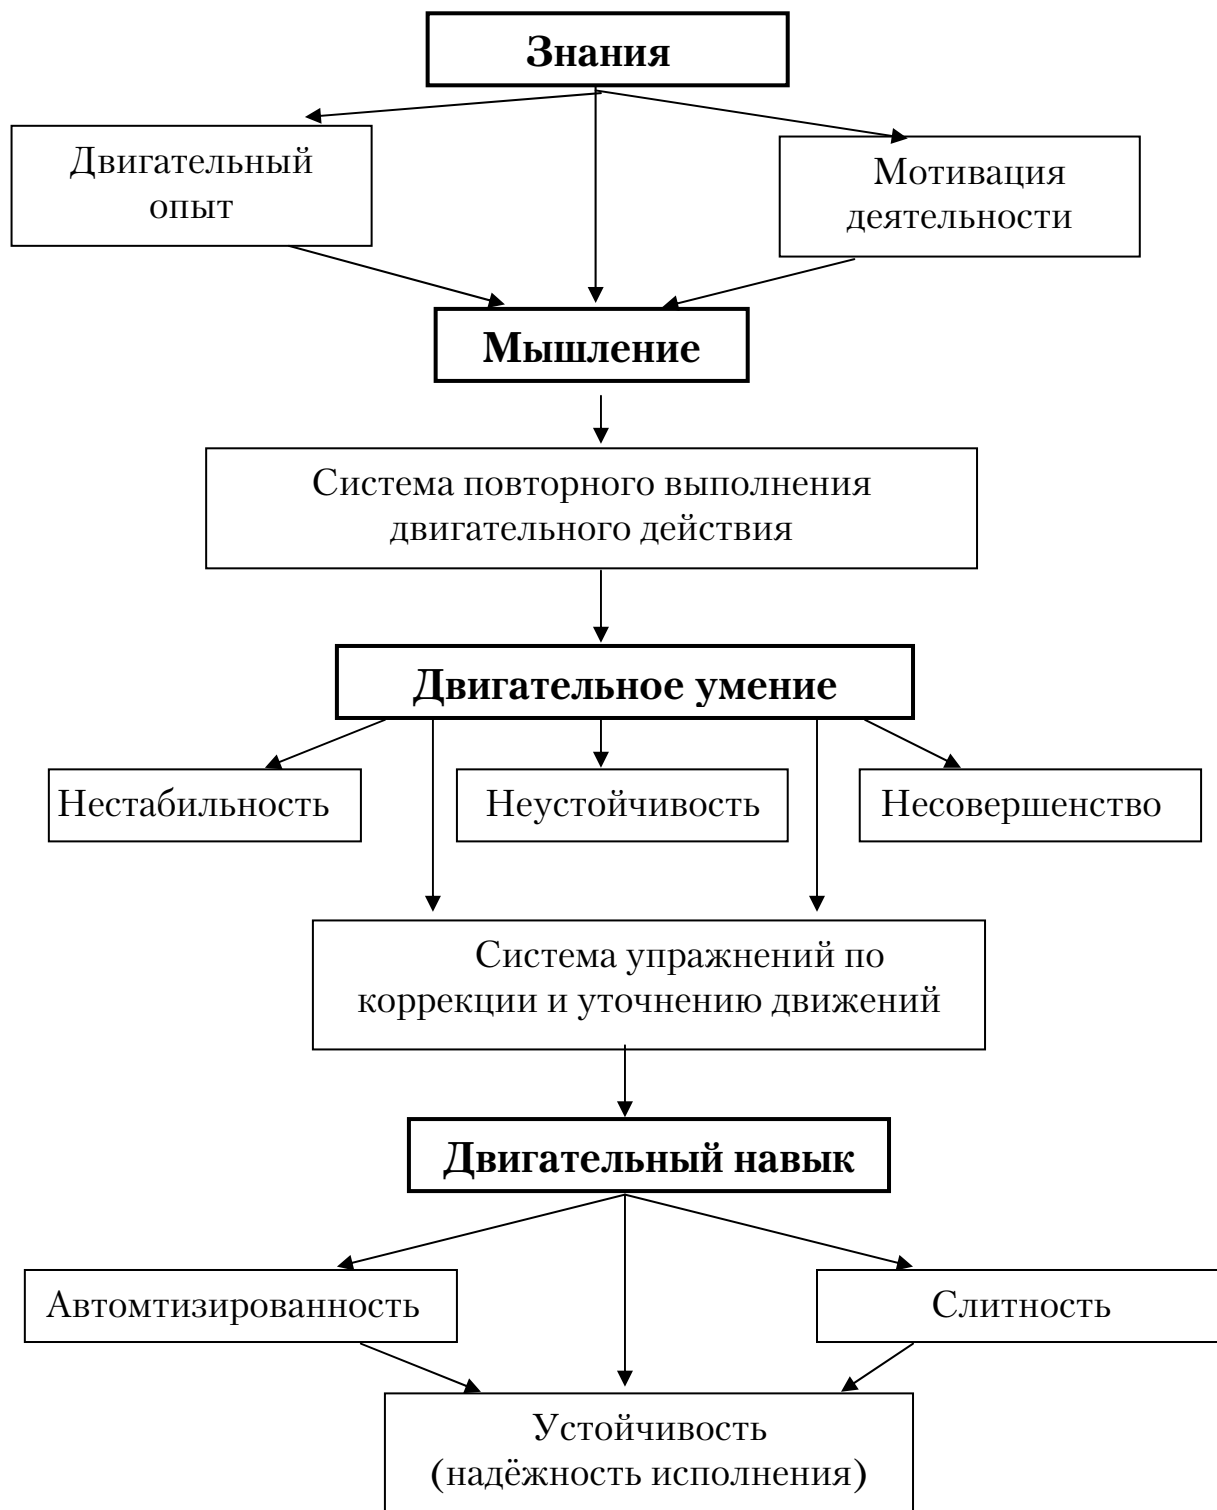 Знания
Двигательный
опыт
Мотивация
деятельности
Мышление
Система повторного выполнения
двигательного действия
Двигательное умение
Нестабильность
Неустойчивость
Несовершенство
Система упражнений по
коррекции и уточнению движений
Двигательный навык
Автомтизированность
Слитность
Устойчивость
(надёжность исполнения)